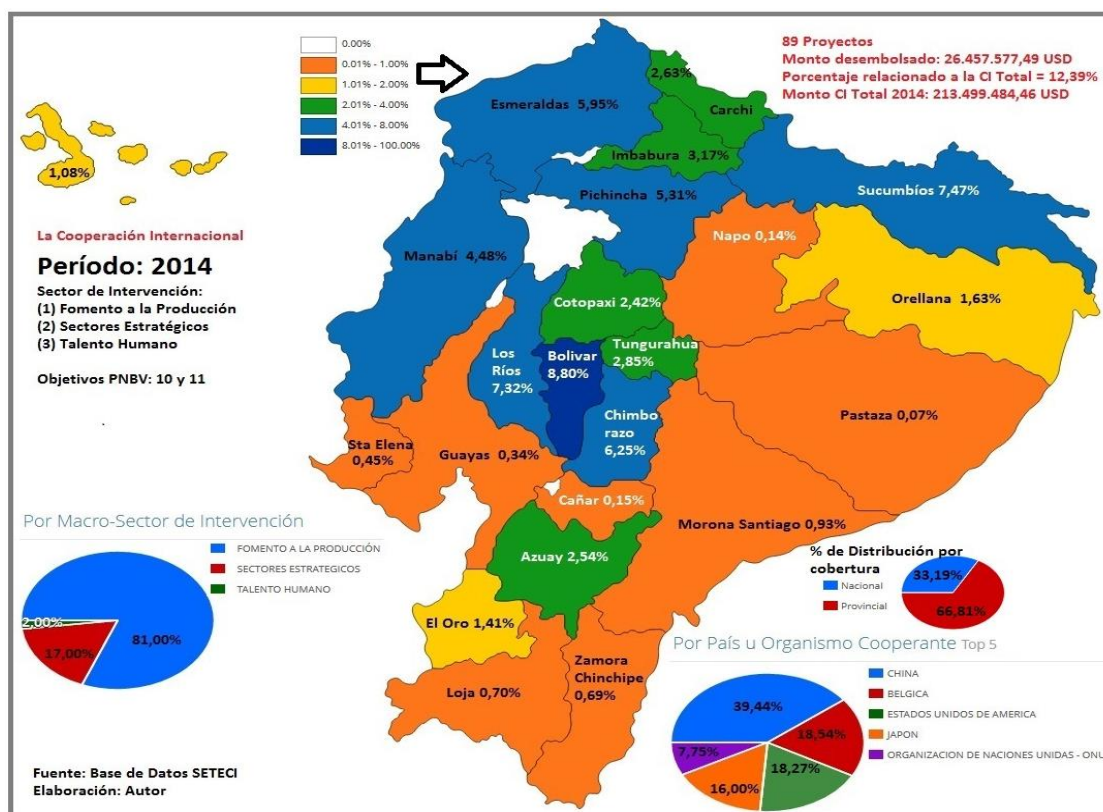 0.00%
0.01% - 1.00%
1.01% - 2.00%
2.01% - 4.00%
4.01% - 8.00%
8.01% - 100.00%
89 Proyectos
Monto desembolsado: 26.457.577,49 USD
Porcentaje relacionado a la CI Total = 12,39%
Monto CI Total 2014: 213.499.484,46 USD
2,63%
Carchi
Esmeraldas 5,95%
Imbabura 3,17%
1,08%
Pichincha 5,31%
Sucumbíos 7,47%
La Cooperación Internacional
Período: 2014
Sector de Intervención:
(1) Fomento a la Producción
(2) Sectores Estratégicos
(3) Talento Humano
Objetivos PNBV: 10 y 11
Napo 0,14%
Manabí 4,48%
Orellana 1,63%
Cotopaxi 2,42%
Tungurahua
2,85%
Los
Ríos
7,32%
Bolivar
8,80%
Chimbo
razo
6,25%
Pastaza 0,07%
Sta Elena
0,45%
Guayas 0,34%
Cañar 0,15%
Morona Santiago 0,93%
Azuay 2,54%
El Oro 1,41%
Zamora
Chinchipe
0,69%
Loja 0,70%
Por Macro-Sector de Intervención
FOMENTO A LA PRODUCCIÓN
SECTORES ESTRATEGICOS
TALENTO HUMANO
2,00%
17,00%
81,00%
% de Distribución por
cobertura
Nacional
Provincial
33,19%
66,81%
Por País u Organismo Cooperante Top 5
CHINA
BELGICA
ESTADOS UNIDOS DE AMERICA
JAPON
ORGANIZACION DE NACIONES UNIDAS - ONU
39,44%
18,54%
18,27%
16,00%
7,75%
Fuente: Base de Datos SETECI
Elaboración: Autor